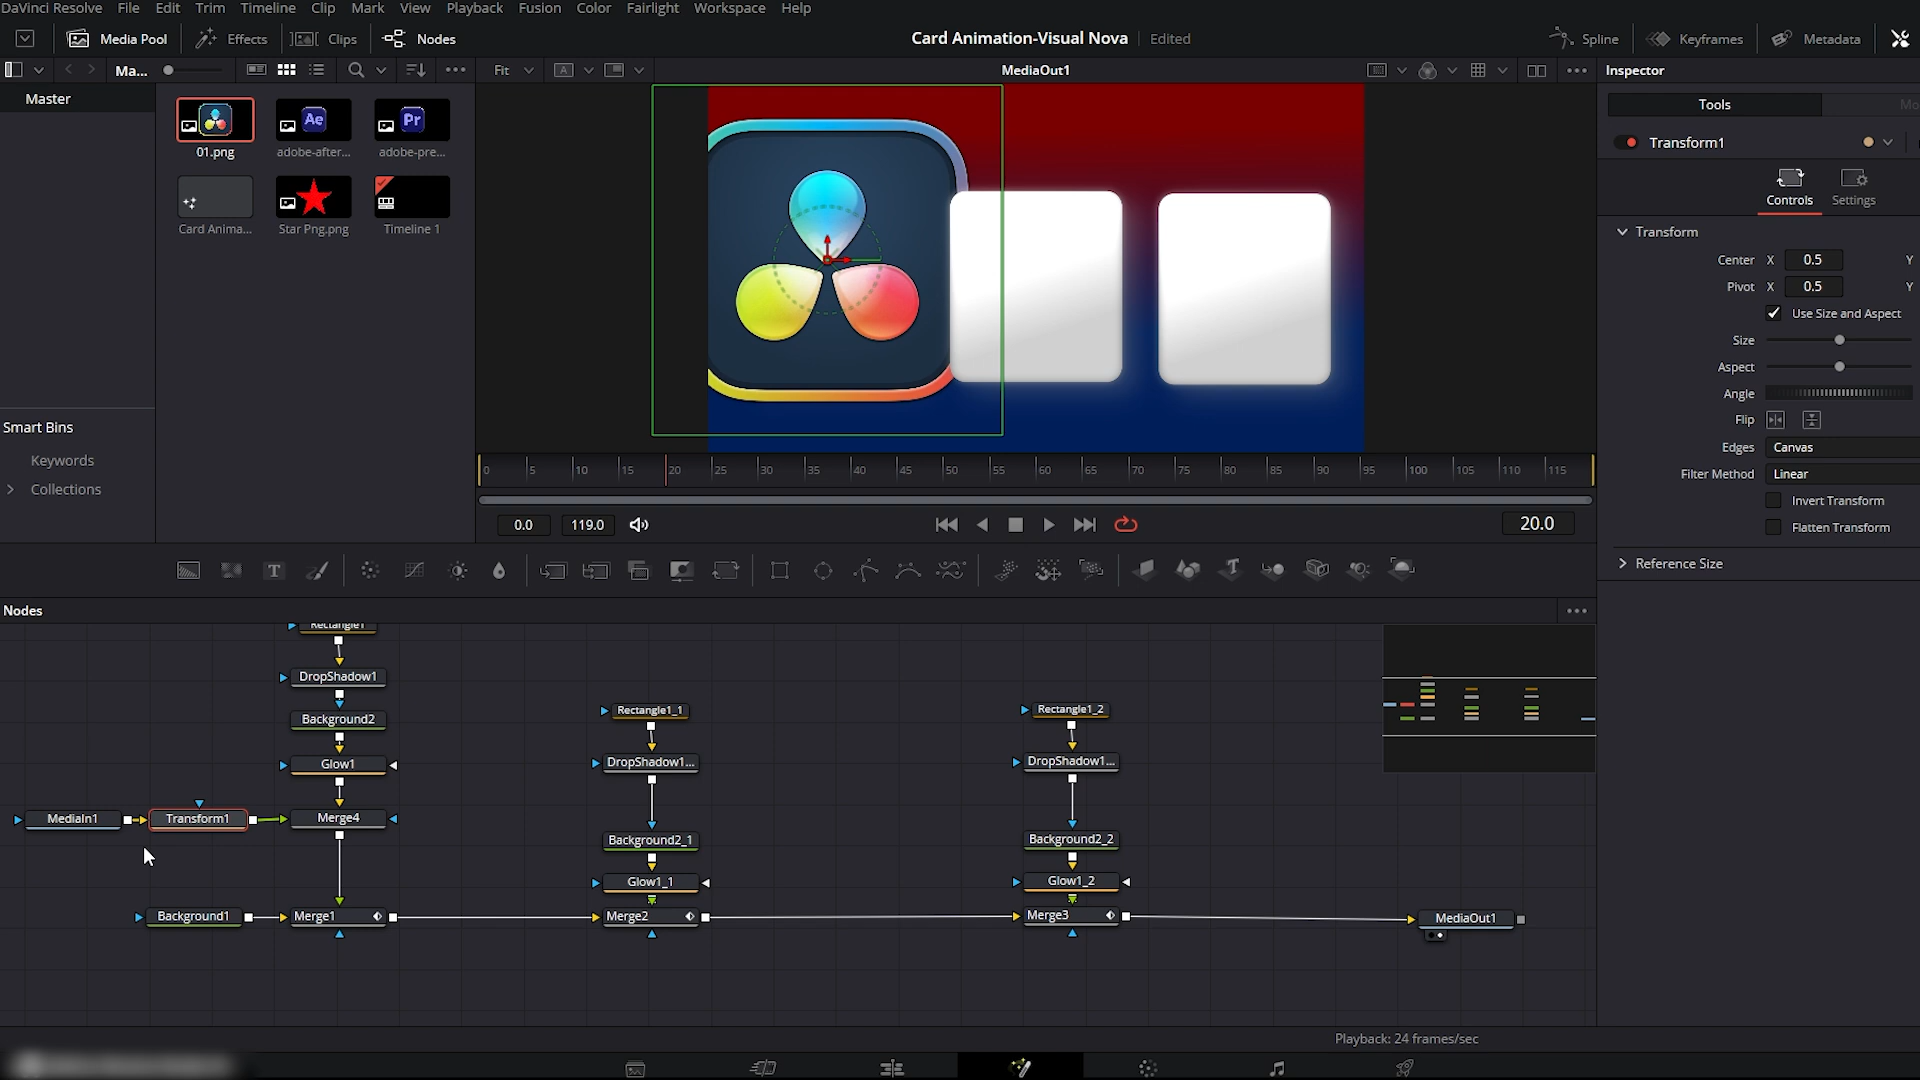 DaVinci Resolve File Edit Trim Timeline Clip Mark View Playback Fusion Color Fairlight Workspace Help
Media Pool Effects Clips Nodes Card Animation-Visual Nova Edited Spline Keyframes Metadata
Ma... Fit A MediaOut1 Inspector
Master
Tools
Ae Pr
01.png adobe-after... adobe-pre...
Card Anima... Star Png.png Timeline 1
Transform1
Controls Settings
Transform
Center X 0.5 Y
Pivot X 0.5 Y
Use Size and Aspect
Size
Aspect
Angle
Flip
Edges Canvas
Filter Method Linear
Invert Transform
Flatten Transform
Reference Size
Smart Bins
Keywords
Collections
0 5 10 15 20 25 30 35 40 45 50 55 60 65 70 75 80 85 90 95 100 105 110 115
0.0 119.0 20.0
T
Nodes
Rectangle1
DropShadow1
Background2
Glow1
MediaIn1 Transform1 Merge4
Background1 Merge1
Rectangle1_1
DropShadow1...
Background2_1
Glow1_1
Merge2
Rectangle1_2
DropShadow1...
Background2_2
Glow1_2
Merge3
MediaOut1
Playback: 24 frames/sec